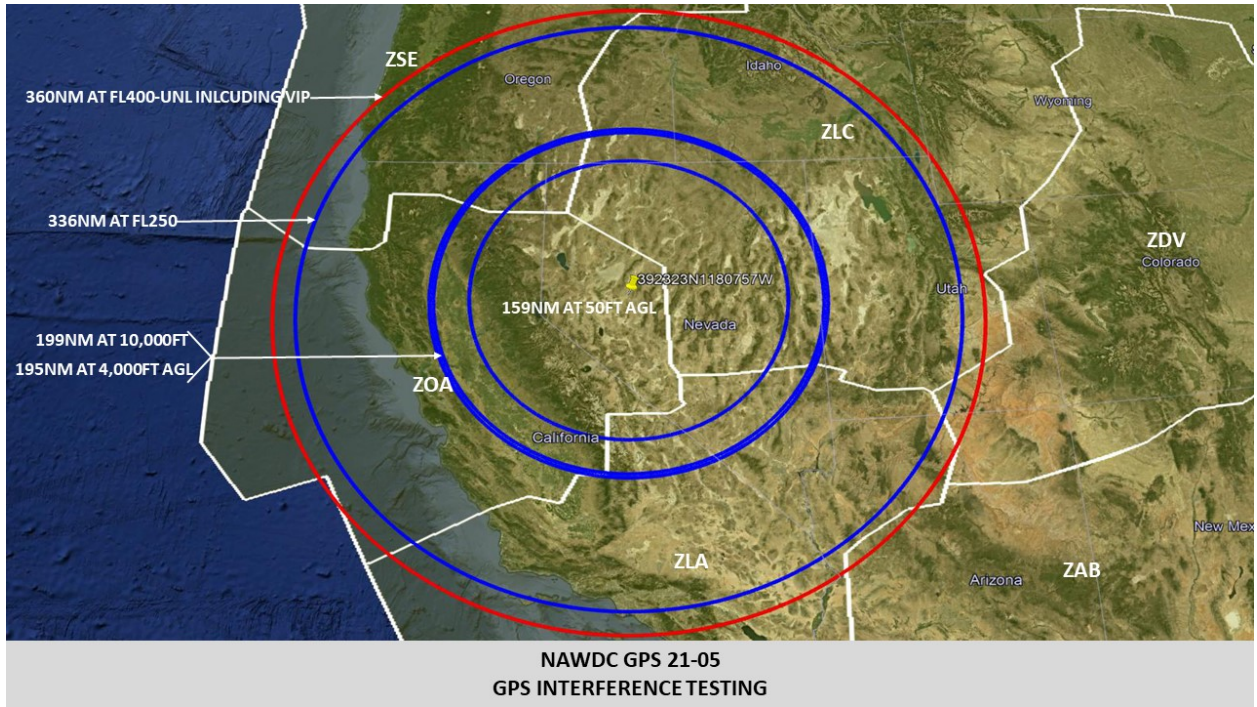 ZSE
Oregon
Idaho
360NM AT FL400-UNL INLCUDING VIP
Wyoming
ZLC
336NM AT FL250
ZDV
Colorado
392323N1180757W
Utah
159NM AT 50FT AGL
Nevada
199NM AT 10,000FT
195NM AT 4,000FT AGL
ZOA
California
New Mex
ZLA
ZAB
Arizona
NAWDC GPS 21-05
GPS INTERFERENCE TESTING